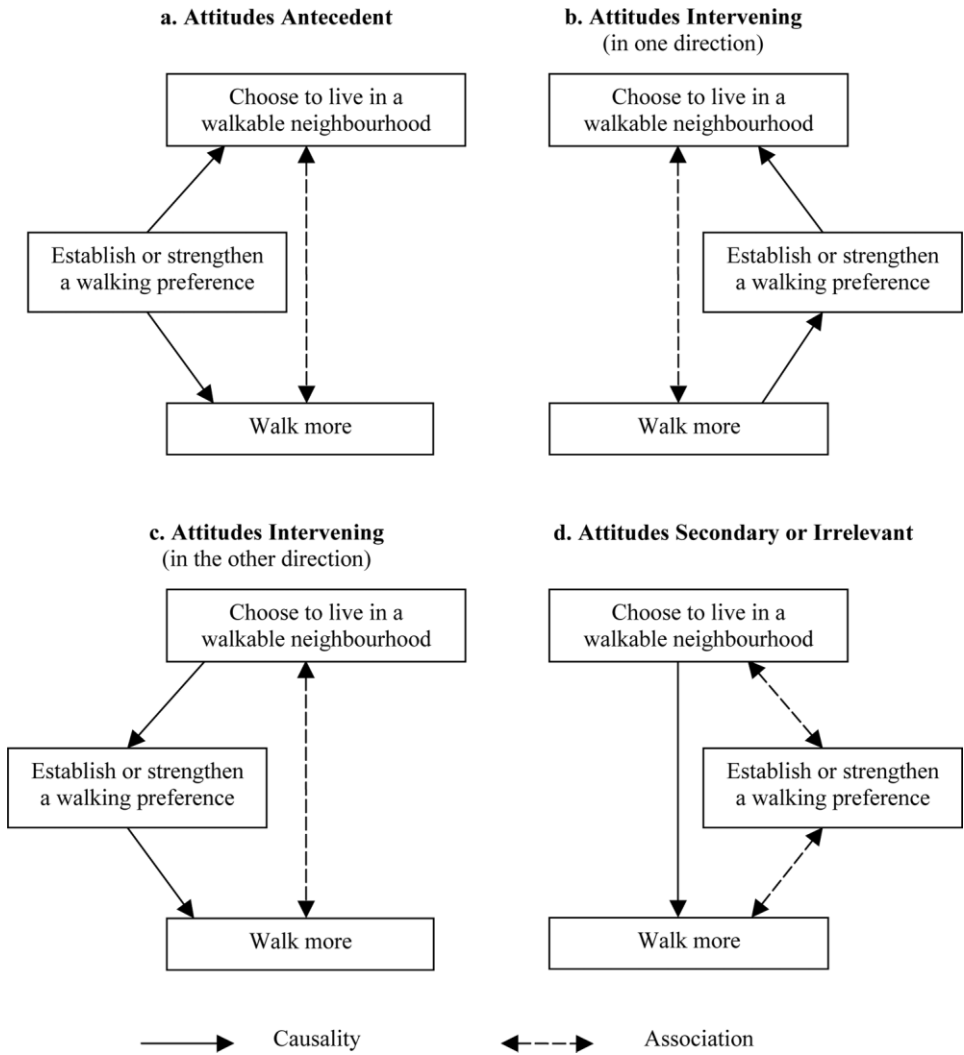 a. Attitudes Antecedent
Choose to live in a
walkable neighbourhood
Establish or strengthen
a walking preference
Walk more
b. Attitudes Intervening
(in one direction)
Choose to live in a
walkable neighbourhood
Establish or strengthen
a walking preference
Walk more
c. Attitudes Intervening
(in the other direction)
Choose to live in a
walkable neighbourhood
Establish or strengthen
a walking preference
Walk more
d. Attitudes Secondary or Irrelevant
Choose to live in a
walkable neighbourhood
Establish or strengthen
a walking preference
Walk more
Causality
Association